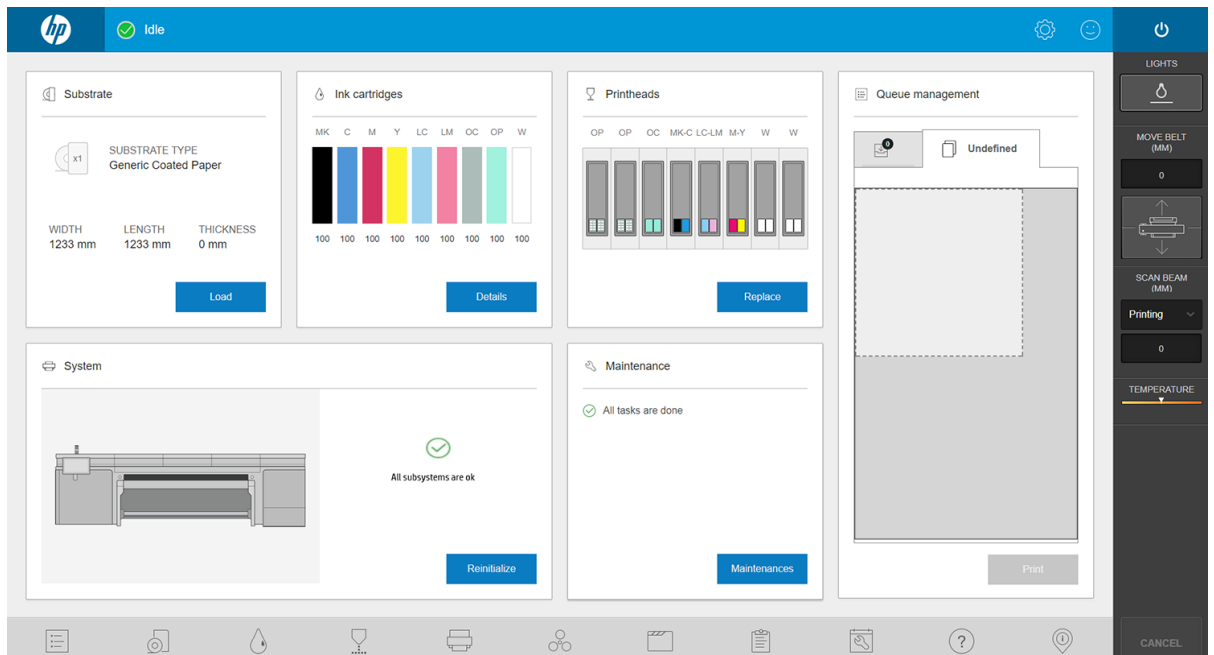 hp
Idle
Substrate
x1
SUBSTRATE TYPE
Generic Coated Paper
WIDTH
LENGTH
THICKNESS
1233 mm
1233 mm
0 mm
Load
Ink cartridges
MK C M Y LC LM OC OP W
100 100 100 100 100 100 100 100 100
Details
Printheads
OP OP OC MK-C LC-LM M-Y W W
Replace
Queue management
0
Undefined
Print
System
All subsystems are ok
Reinitialize
Maintenance
All tasks are done
Maintenances
LIGHTS
MOVE BELT
(MM)
0
SCAN BEAM
(MM)
Printing
0
TEMPERATURE
CANCEL
?